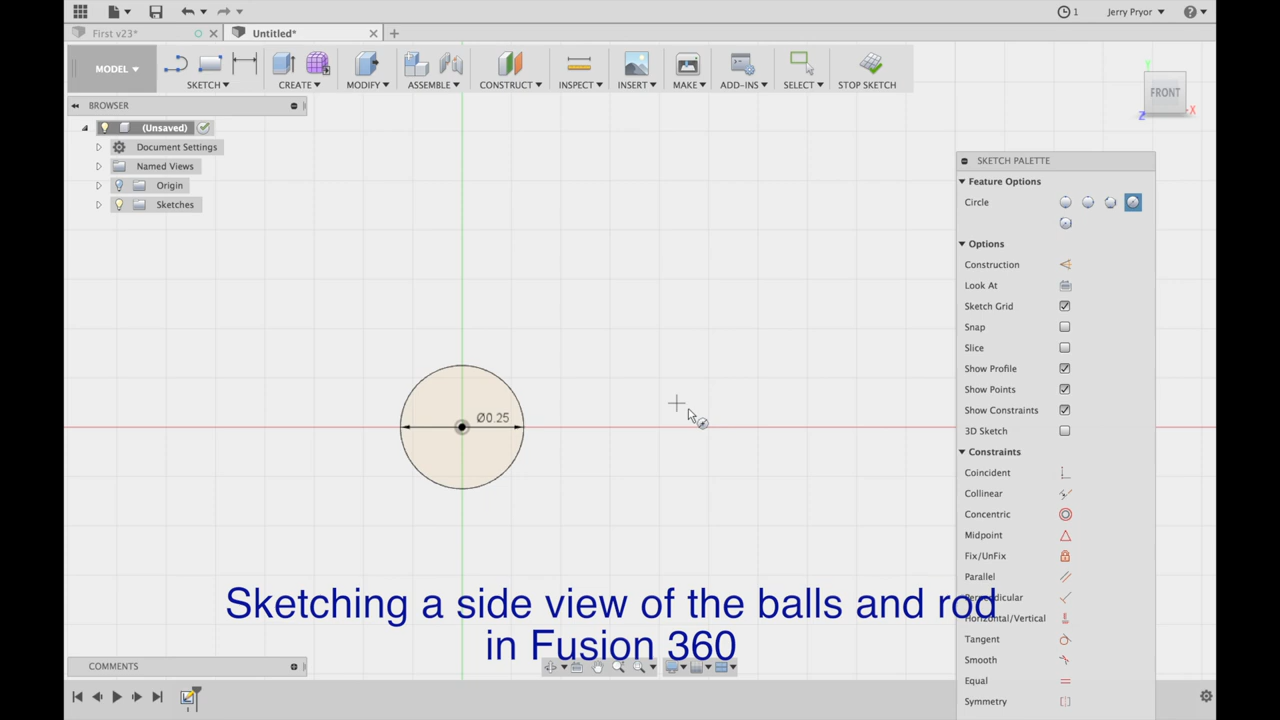 1
Jerry Pryor
First v23*
Untitled*
MODEL
SKETCH
CREATE
MODIFY
ASSEMBLE
CONSTRUCT
INSPECT
INSERT
MAKE
ADD-INS
SELECT
STOP SKETCH
BROWSER
(Unsaved)
Document Settings
Named Views
Origin
Sketches
FRONT
Y
X
Z
SKETCH PALETTE
Feature Options
Circle
Options
Construction
Look At
Sketch Grid
Snap
Slice
Show Profile
Show Points
Show Constraints
3D Sketch
Constraints
Coincident
Collinear
Concentric
Midpoint
Fix/UnFix
Parallel
Perpendicular
Horizontal/Vertical
Tangent
Smooth
Equal
Symmetry
Ø0.25
Sketching a side view of the balls and rod
in Fusion 360
COMMENTS